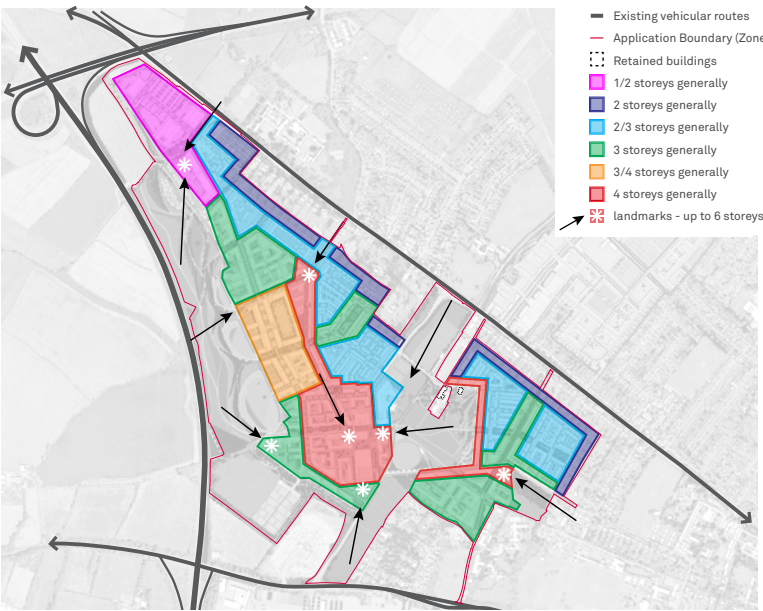 Existing vehicular routes
Application Boundary (Zone
Retained buildings
1/2 storeys generally
2 storeys generally
2/3 storeys generally
3 storeys generally
3/4 storeys generally
4 storeys generally
landmarks - up to 6 storeys